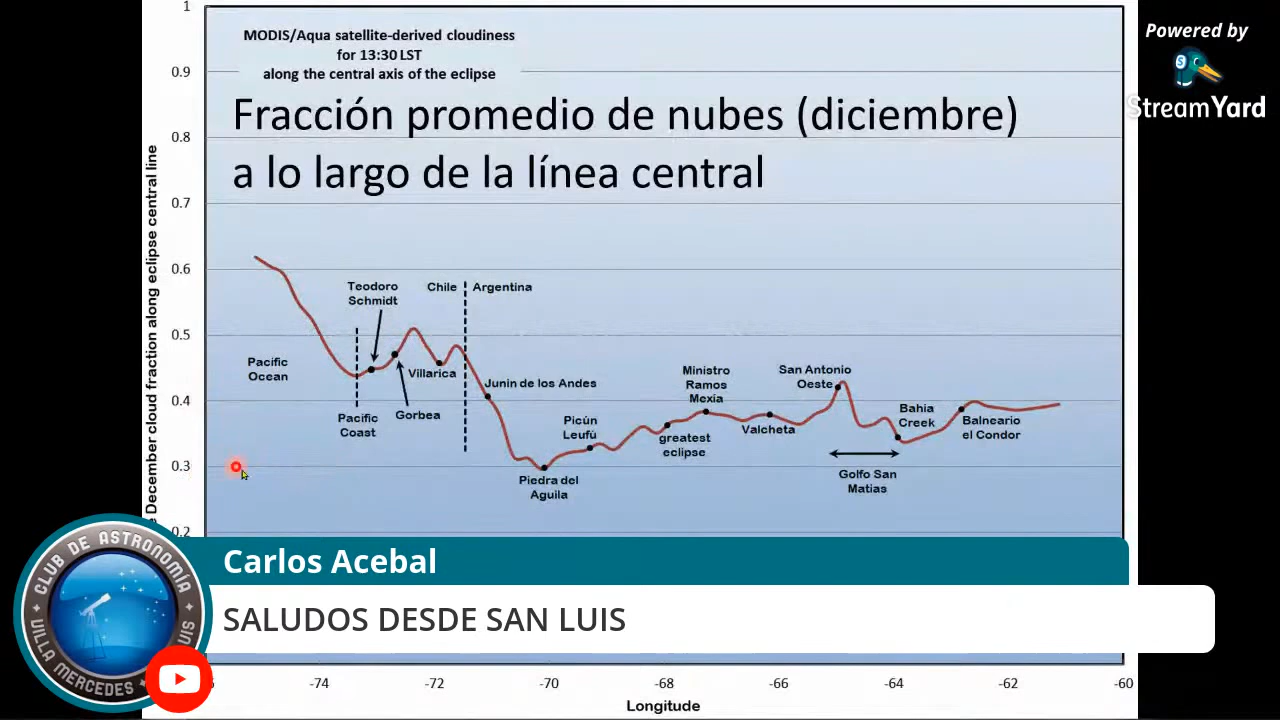 1
MODIS/Aqua satellite-derived cloudiness
for 13:30 LST
along the central axis of the eclipse
Powered by
StreamYard
0.9
Fracción promedio de nubes (diciembre)
0.8
a lo largo de la línea central
0.7
0.6
0.5
0.4
0.3
0.2
December cloud fraction along eclipse central line
Teodoro
Schmidt
Chile
Argentina
Pacific
Ocean
Villarica
Pacific
Coast
Gorbea
Junin de los Andes
Picún
Leufú
Piedra del
Aguila
greatest
eclipse
Ministro
Ramos
Mexia
Valcheta
San Antonio
Oeste
Bahia
Creek
Balneario
el Condor
Golfo San
Matias
Carlos Acebal
SALUDOS DESDE SAN LUIS
CLUB DE ASTRONOMÍA
VILLA MERCEDES
-74
-72
-70
-68
-66
-64
-62
-60
Longitude